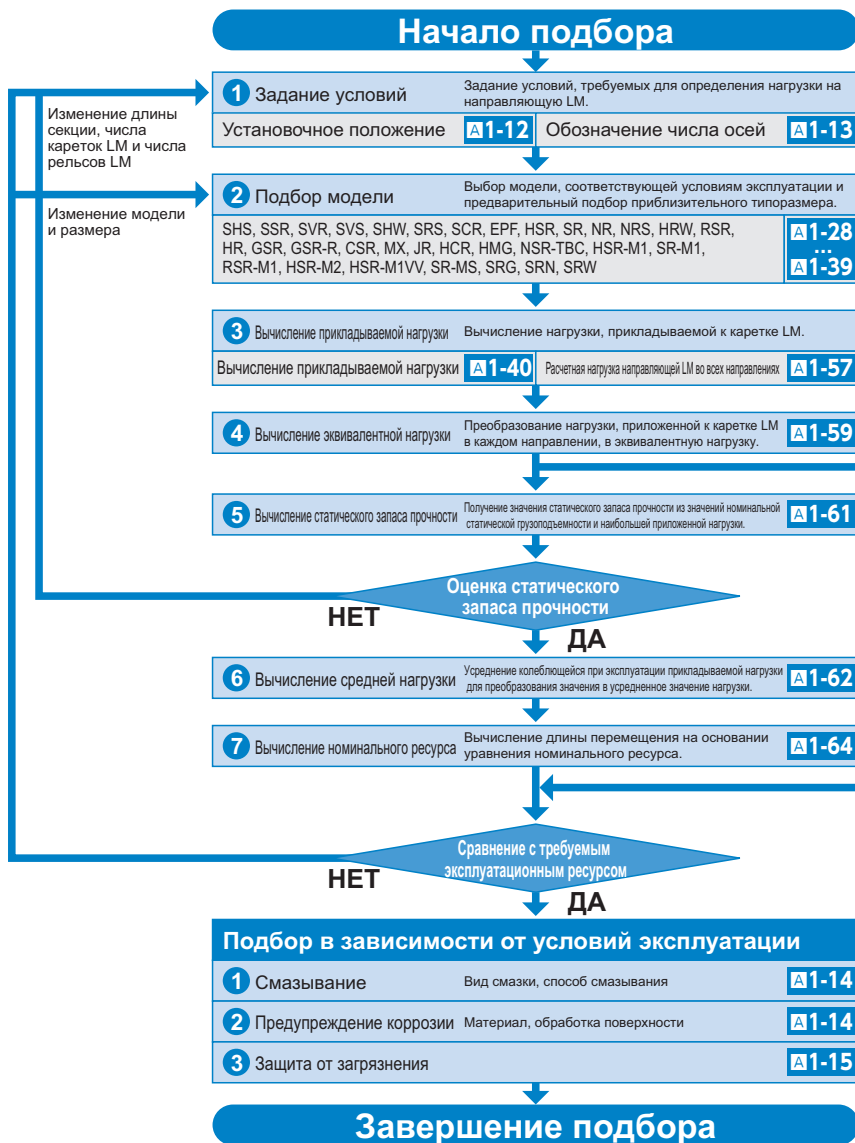 Начало подбора
1 Задание условий
Задание условий, требуемых для определения нагрузки на
направляющую LM.
Установочное положение
A1-12
Обозначение числа осей
A1-13
Изменение длины
секции, числа
кареток LM и числа
рельсов LM
2 Подбор модели
Выбор модели, соответствующей условиям эксплуатации и
предварительный подбор приблизительного типоразмера.
Изменение модели
и размера
SHS, SSR, SVR, SVS, SHW, SRS, SCR, EPF, HSR, SR, NR, NRS, HRW, RSR,
HR, GSR, GSR-R, CSR, MX, JR, HCR, HMG, NSR-TBC, HSR-M1, SR-M1,
RSR-M1, HSR-M2, HSR-M1VV, SR-MS, SRG, SRN, SRW
A1-28
...
A1-39
3 Вычисление прикладываемой нагрузки
Вычисление нагрузки, прикладываемой к каретке LM.
Вычисление прикладываемой нагрузки
A1-40
Расчетная нагрузка направляющей LM во всех направлениях
A1-57
4 Вычисление эквивалентной нагрузки
Преобразование нагрузки, приложенной к каретке LM
в каждом направлении, в эквивалентную нагрузку.
A1-59
5 Вычисление статического запаса прочности
Получение значения статического запаса прочности из значений номинальной
статической грузоподъемности и наибольшей приложенной нагрузки.
A1-61
Оценка статического
запаса прочности
НЕТ
ДА
6 Вычисление средней нагрузки
Усреднение колеблющейся при эксплуатации прикладываемой нагрузки
для преобразования значения в усредненное значение нагрузки.
A1-62
7 Вычисление номинального ресурса
Вычисление длины перемещения на основании
уравнения номинального ресурса.
A1-64
Сравнение с требуемым
эксплуатационным ресурсом
НЕТ
ДА
Подбор в зависимости от условий эксплуатации
1 Смазывание
Вид смазки, способ смазывания
A1-14
2 Предупреждение коррозии
Материал, обработка поверхности
A1-14
3 Защита от загрязнения
A1-15
Завершение подбора